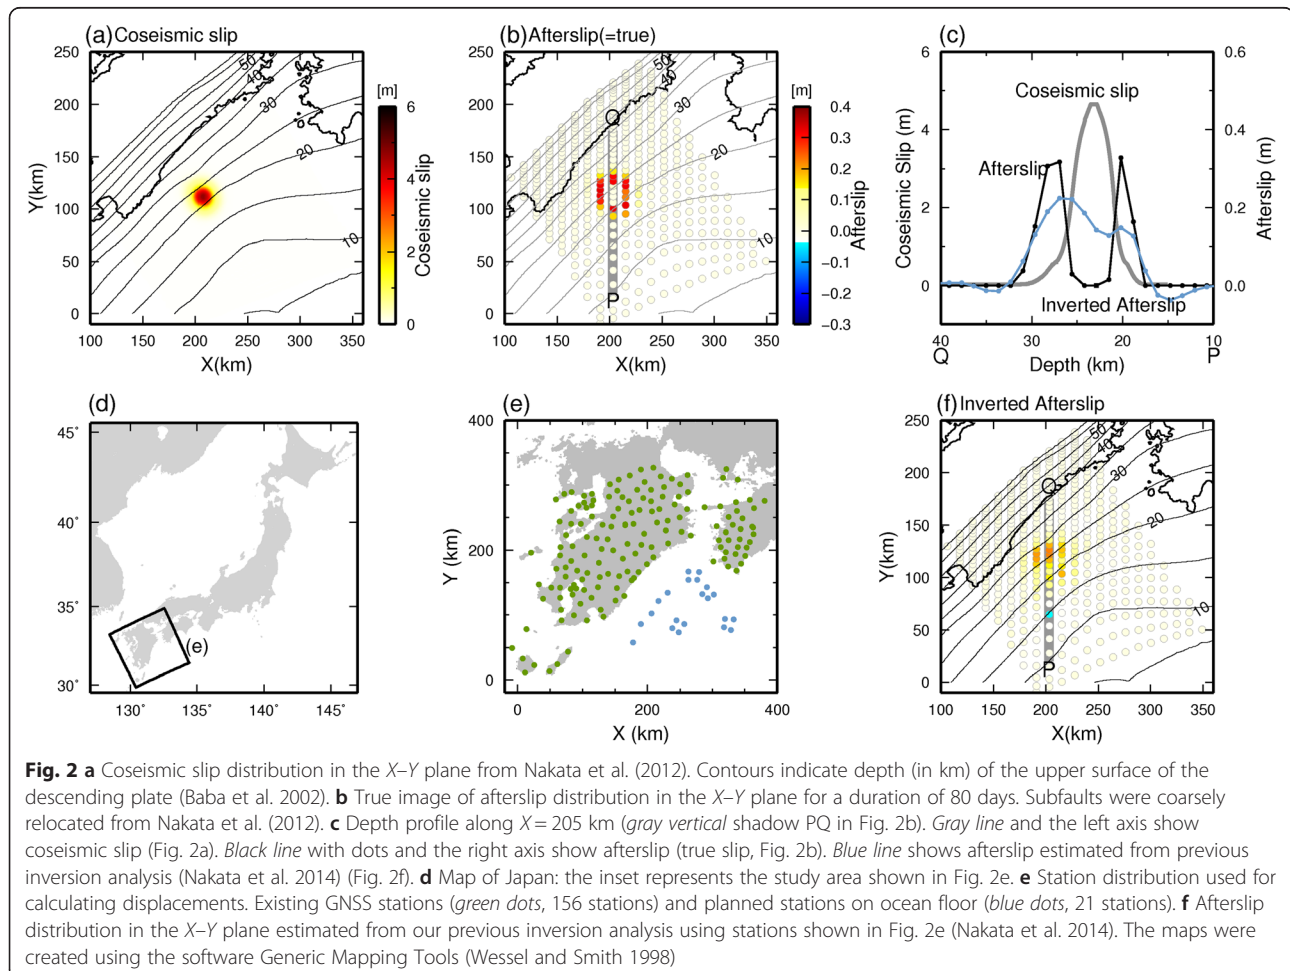 (a) Coseismic slip
250
200
150
100
50
0
Y(km)
100 150 200 250 300 350
X(km)
50
40
30
20
10
[m]
6
4
2
0
Coseismic slip
(b) Afterslip(=true)
250
200
150
100
50
0
100 150 200 250 300 350
X(km)
50
40
30
20
10
Q
P
[m]
0.4
0.3
0.2
0.1
0.0
−0.1
−0.2
−0.3
Afterslip
(c)
6
4
2
0
Coseismic Slip (m)
0.6
0.4
0.2
0.0
Afterslip (m)
Coseismic slip
Afterslip
Inverted Afterslip
40 30 20 10
Q Depth (km) P
(d)
45˚
40˚
35˚
30˚
130˚ 135˚ 140˚ 145˚
(e)
(e)
400
300
200
100
0
Y (km)
0 200 400
X (km)
(f) Inverted Afterslip
250
200
150
100
50
0
Y(km)
100 150 200 250 300 350
X(km)
50
40
30
20
10
Q
P
Fig. 2 a Coseismic slip distribution in the X–Y plane from Nakata et al. (2012). Contours indicate depth (in km) of the upper surface of the
descending plate (Baba et al. 2002). b True image of afterslip distribution in the X–Y plane for a duration of 80 days. Subfaults were coarsely
relocated from Nakata et al. (2012). c Depth profile along X = 205 km (gray vertical shadow PQ in Fig. 2b). Gray line and the left axis show
coseismic slip (Fig. 2a). Black line with dots and the right axis show afterslip (true slip, Fig. 2b). Blue line shows afterslip estimated from previous
inversion analysis (Nakata et al. 2014) (Fig. 2f). d Map of Japan: the inset represents the study area shown in Fig. 2e. e Station distribution used for
calculating displacements. Existing GNSS stations (green dots, 156 stations) and planned stations on ocean floor (blue dots, 21 stations). f Afterslip
distribution in the X–Y plane estimated from our previous inversion analysis using stations shown in Fig. 2e (Nakata et al. 2014). The maps were
created using the software Generic Mapping Tools (Wessel and Smith 1998)